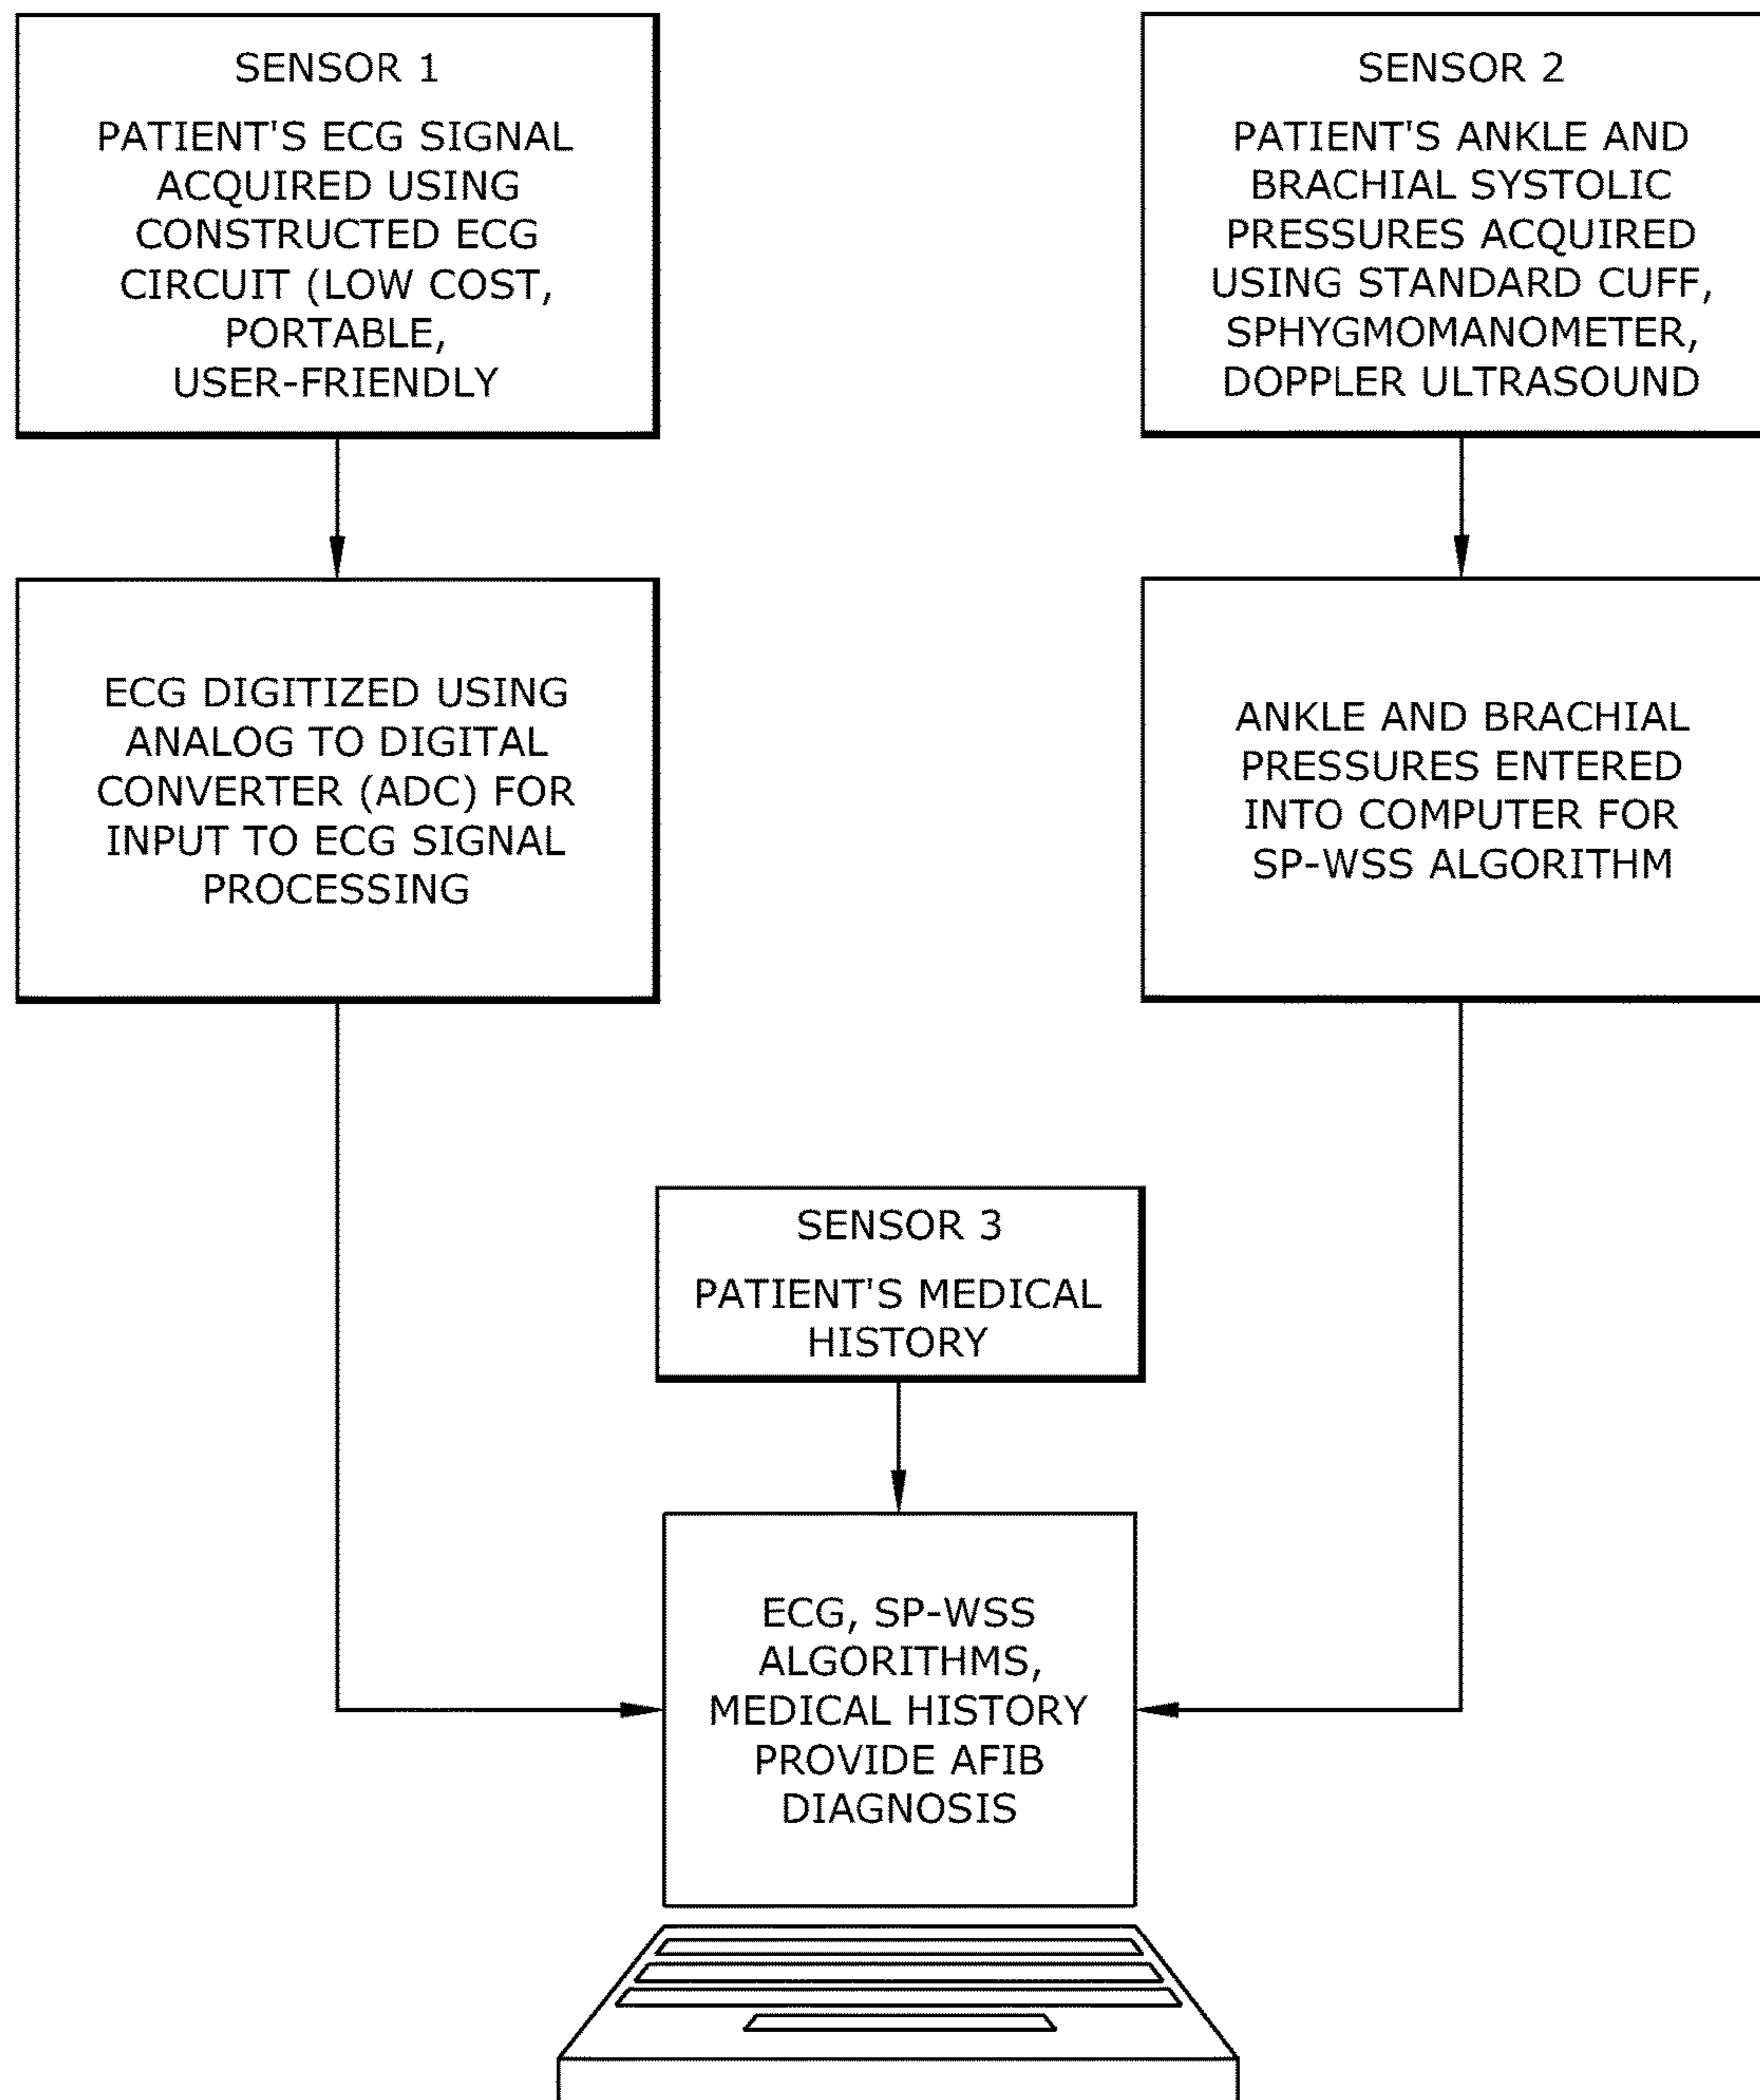 SENSOR 1
PATIENT'S ECG SIGNAL
ACQUIRED USING
CONSTRUCTED ECG
CIRCUIT (LOW COST,
PORTABLE,
USER-FRIENDLY
SENSOR 2
PATIENT'S ANKLE AND
BRACHIAL SYSTOLIC
PRESSURES ACQUIRED
USING STANDARD CUFF,
SPHYGMOMANOMETER,
DOPPLER ULTRASOUND
ECG DIGITIZED USING
ANALOG TO DIGITAL
CONVERTER (ADC) FOR
INPUT TO ECG SIGNAL
PROCESSING
ANKLE AND BRACHIAL
PRESSURES ENTERED
INTO COMPUTER FOR
SP-WSS ALGORITHM
SENSOR 3
PATIENT'S MEDICAL
HISTORY
ECG, SP-WSS
ALGORITHMS,
MEDICAL HISTORY
PROVIDE AFIB
DIAGNOSIS